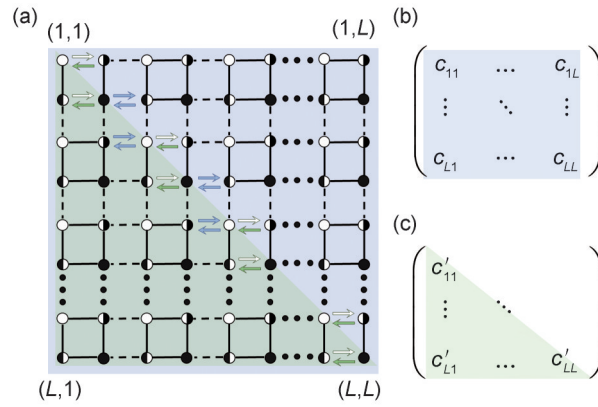 (a)
(1,1) (1,L)
(L,1) (L,L)
(b)
c₁₁ ... c₁L
⋮ ⋱ ⋮
cL₁ ... cLL
(c)
c′₁₁
⋮ ⋱
c′L₁ ... c′LL